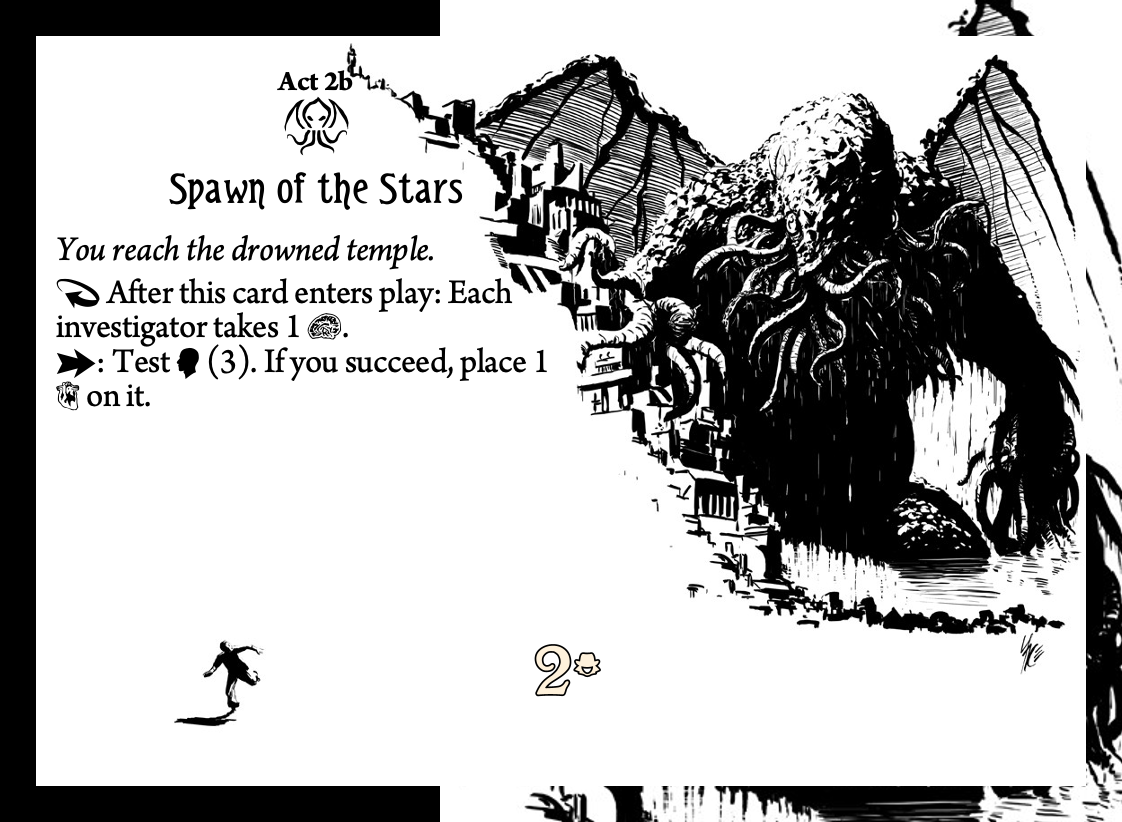 Act 2b
Spawn of the Stars
You reach the drowned temple.
After this card enters play: Each
investigator takes 1 .
: Test (3). If you succeed, place 1
on it.
2